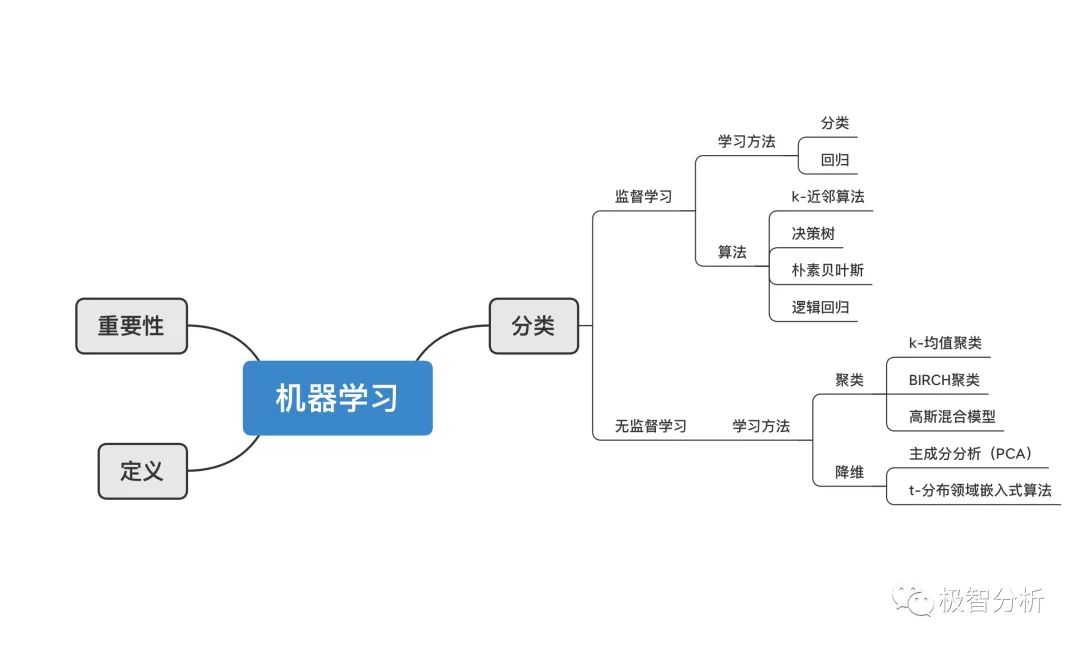 分类
学习方法
回归
监督学习
k-近邻算法
决策树
算法
朴素贝叶斯
逻辑回归
重要性
分类
机器学习
定义
k-均值聚类
聚类
BIRCH聚类
高斯混合模型
无监督学习
学习方法
主成分分析（PCA）
降维
t-分布领域嵌入式算法
极智分析